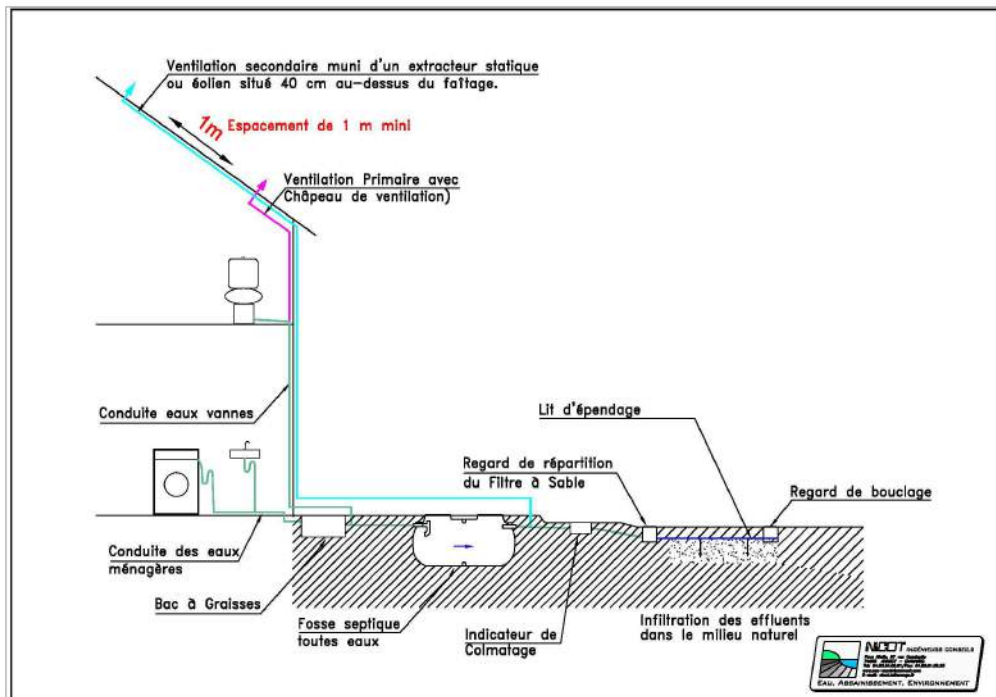 Ventilation secondaire muni d'un extracteur statique
ou éolien situé 40 cm au-dessus du faîtage.
1m
Espacement de 1 m mini
Ventilation Primaire avec
Châpeau de ventilation)
Conduite eaux vannes
Lit d'épendage
Regard de répartition
du Filtre à Sable
Regard de bouclage
Conduite des eaux
ménagères
Bac à Graisses
Fosse septique
toutes eaux
Indicateur de
Colmatage
Infiltration des effluents
dans le milieu naturel
INGÉNIEURS CONSEILS
EAU, ASSAINISSEMENT, ENVIRONNEMENT